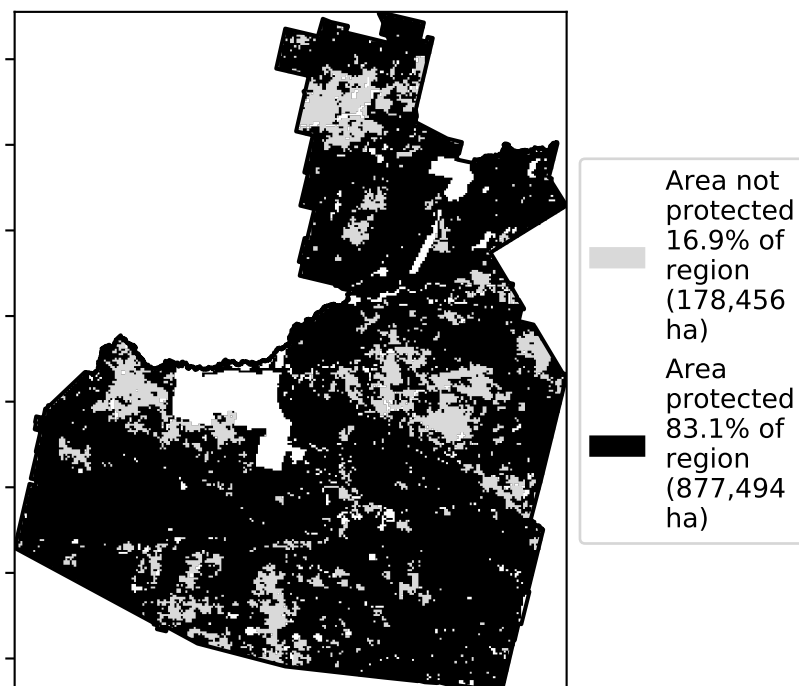 Area not
protected
16.9% of
region
(178,456
ha)
Area
protected
83.1% of
region
(877,494
ha)